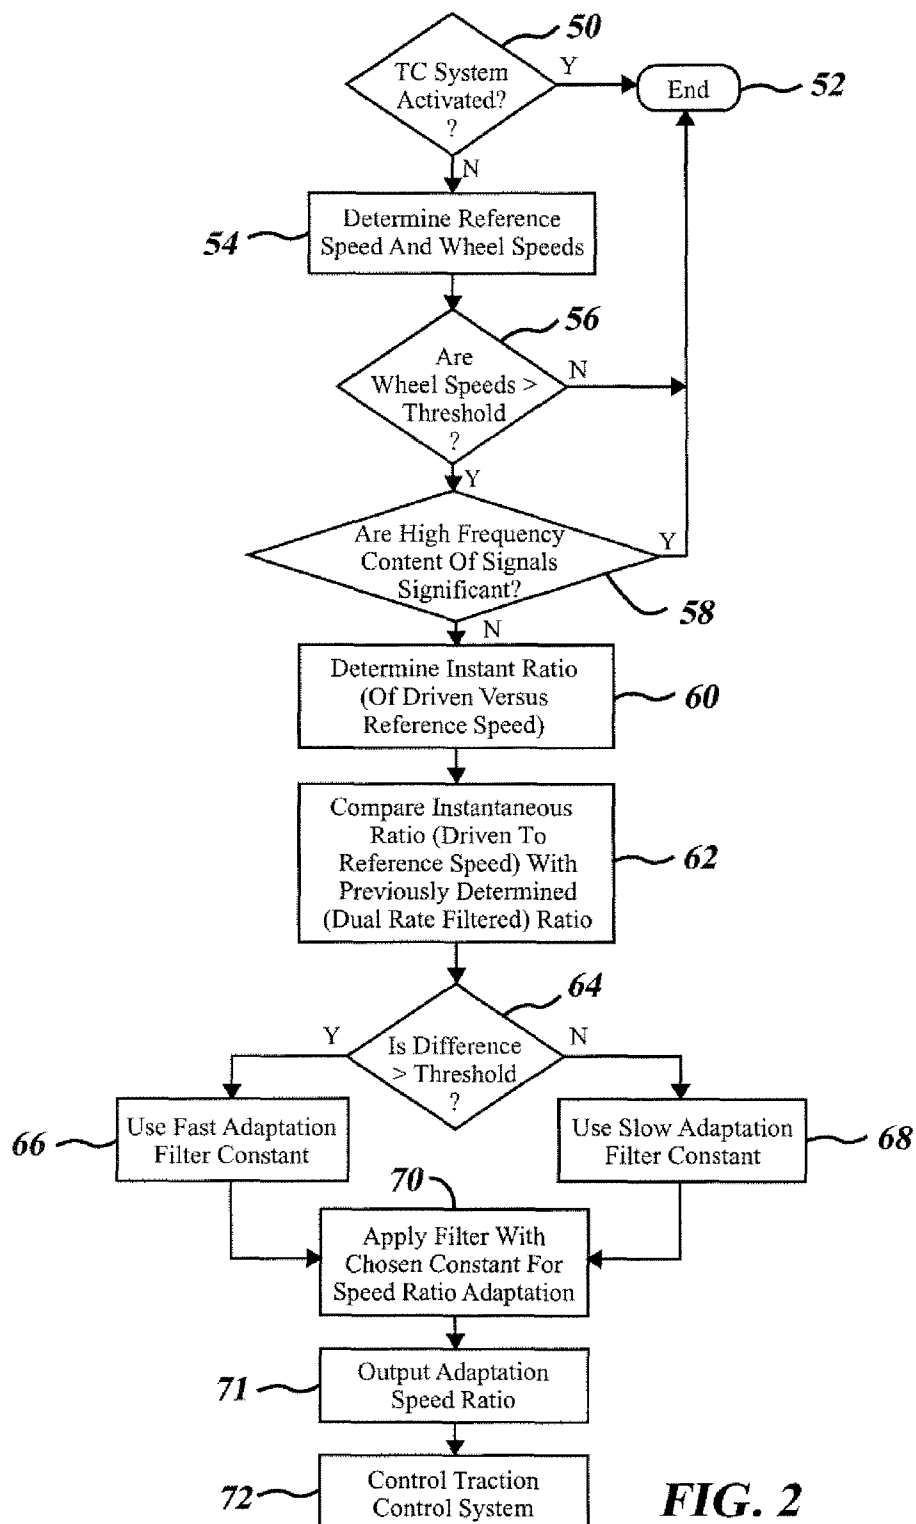 50
TC System
Activated?
?
Y
End
52
N
54
Determine Reference
Speed And Wheel Speeds
56
Are
Wheel Speeds >
Threshold
?
N
Y
Are High Frequency
Content Of Signals
Significant?
Y
58
N
Determine Instant Ratio
(Of Driven Versus
Reference Speed)
60
Compare Instantaneous
Ratio (Driven To
Reference Speed) With
Previously Determined
(Dual Rate Filtered) Ratio
62
64
Y
Is Difference
> Threshold
?
N
66
Use Fast Adaptation
Filter Constant
Use Slow Adaptation
Filter Constant
68
70
Apply Filter With
Chosen Constant For
Speed Ratio Adaptation
71
Output Adaptation
Speed Ratio
72
Control Traction
Control System
FIG. 2